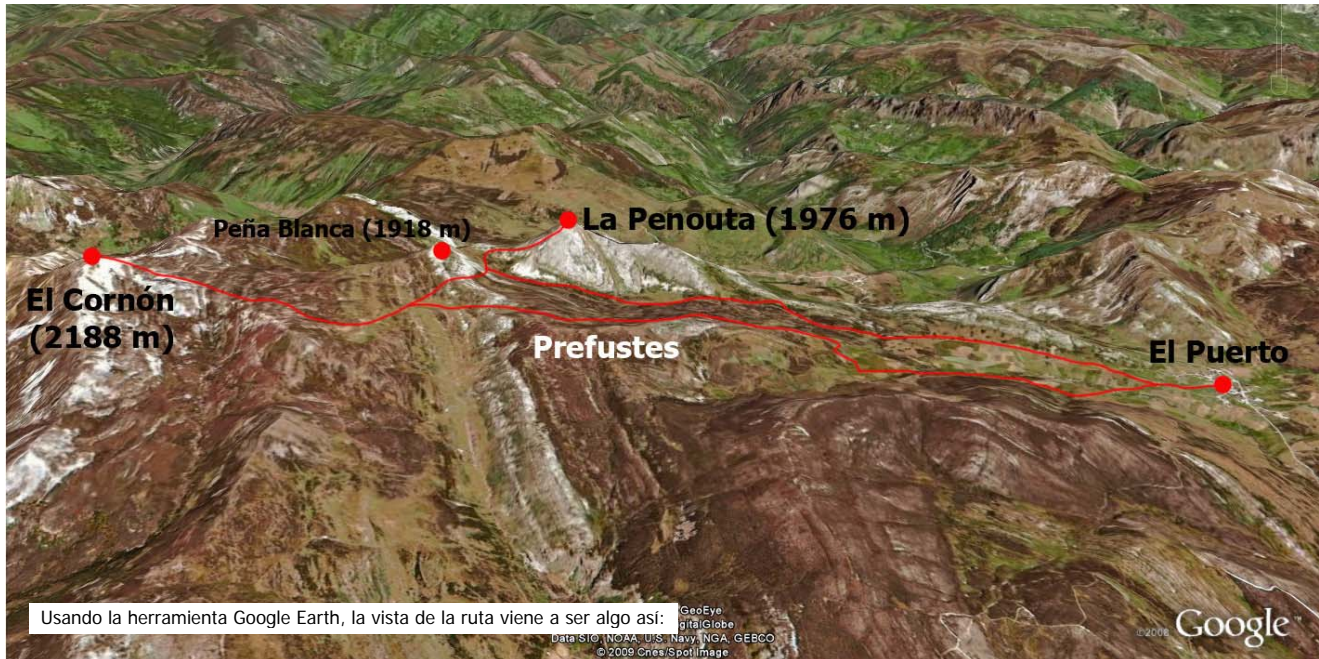 La Penouta (1976 m)
Peña Blanca (1918 m)
El Cornón
(2188 m)
Prefustes
El Puerto
Usando la herramienta Google Earth, la vista de la ruta viene a ser algo así:
GeoEye
DigitalGlobe
Data SIO, NOAA, U.S. Navy, NGA, GEBCO
© 2009 Cnes/Spot Image
©2008 Google